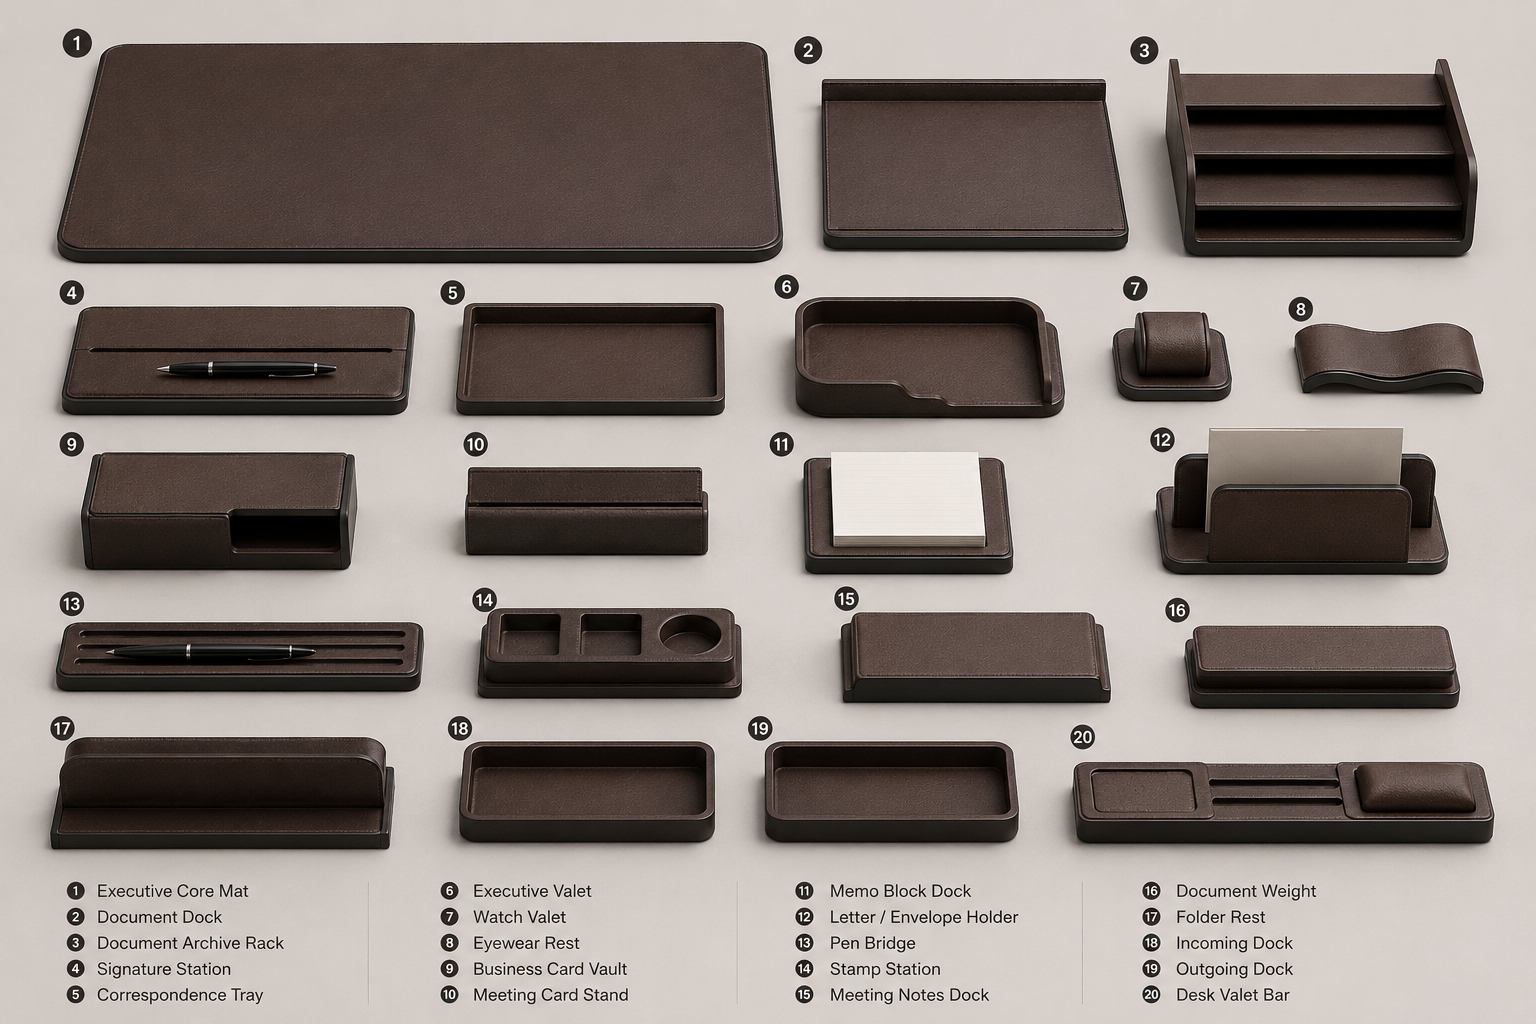 1
2
3
4
5
6
7
8
9
10
11
12
13
14
15
16
17
18
19
20
1 Executive Core Mat
2 Document Dock
3 Document Archive Rack
4 Signature Station
5 Correspondence Tray
6 Executive Valet
7 Watch Valet
8 Eyewear Rest
9 Business Card Vault
10 Meeting Card Stand
11 Memo Block Dock
12 Letter / Envelope Holder
13 Pen Bridge
14 Stamp Station
15 Meeting Notes Dock
16 Document Weight
17 Folder Rest
18 Incoming Dock
19 Outgoing Dock
20 Desk Valet Bar